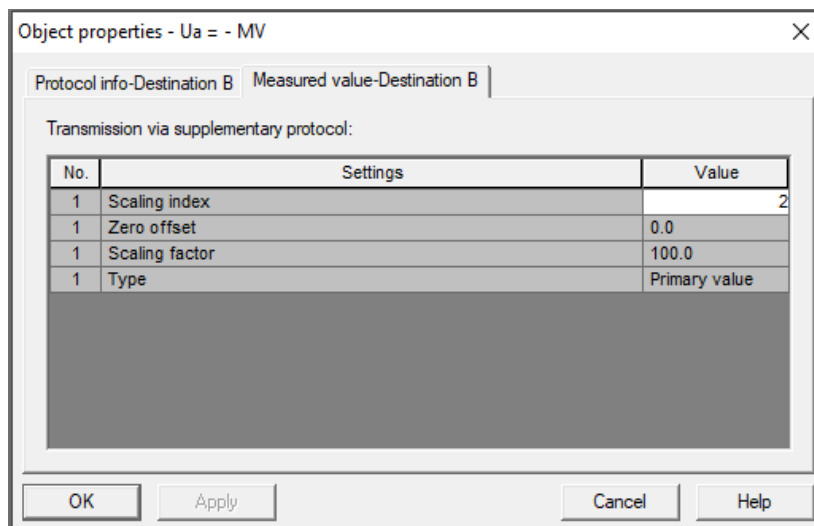 Object properties - Ua = - MV
Protocol info-Destination B Measured value-Destination B
Transmission via supplementary protocol:
No. Settings Value
1 Scaling index 2
1 Zero offset 0.0
1 Scaling factor 100.0
1 Type Primary value
OK Apply Cancel Help